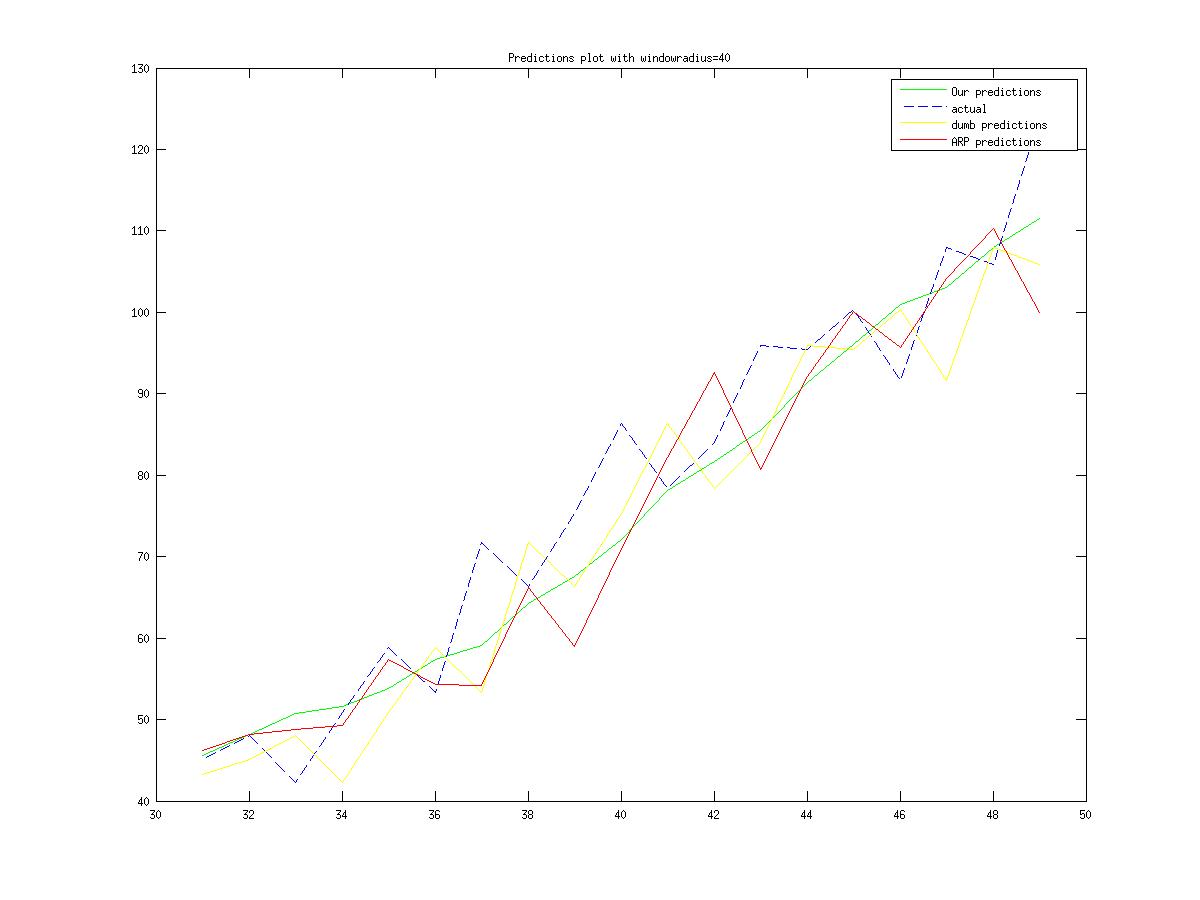 Predictions plot with windowradius=40
130
120
110
100
90
80
70
60
50
40
30 32 34 36 38 40 42 44 46 48 50
Our predictions
actual
dumb predictions
ARP predictions